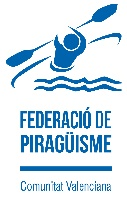 FEDERACIÓ DE
PIRAGÜISME
Comunitat Valenciana